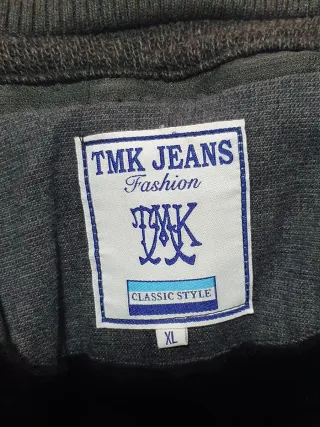 TMK JEANS
Fashion
TMK
CLASSIC STYLE
XL